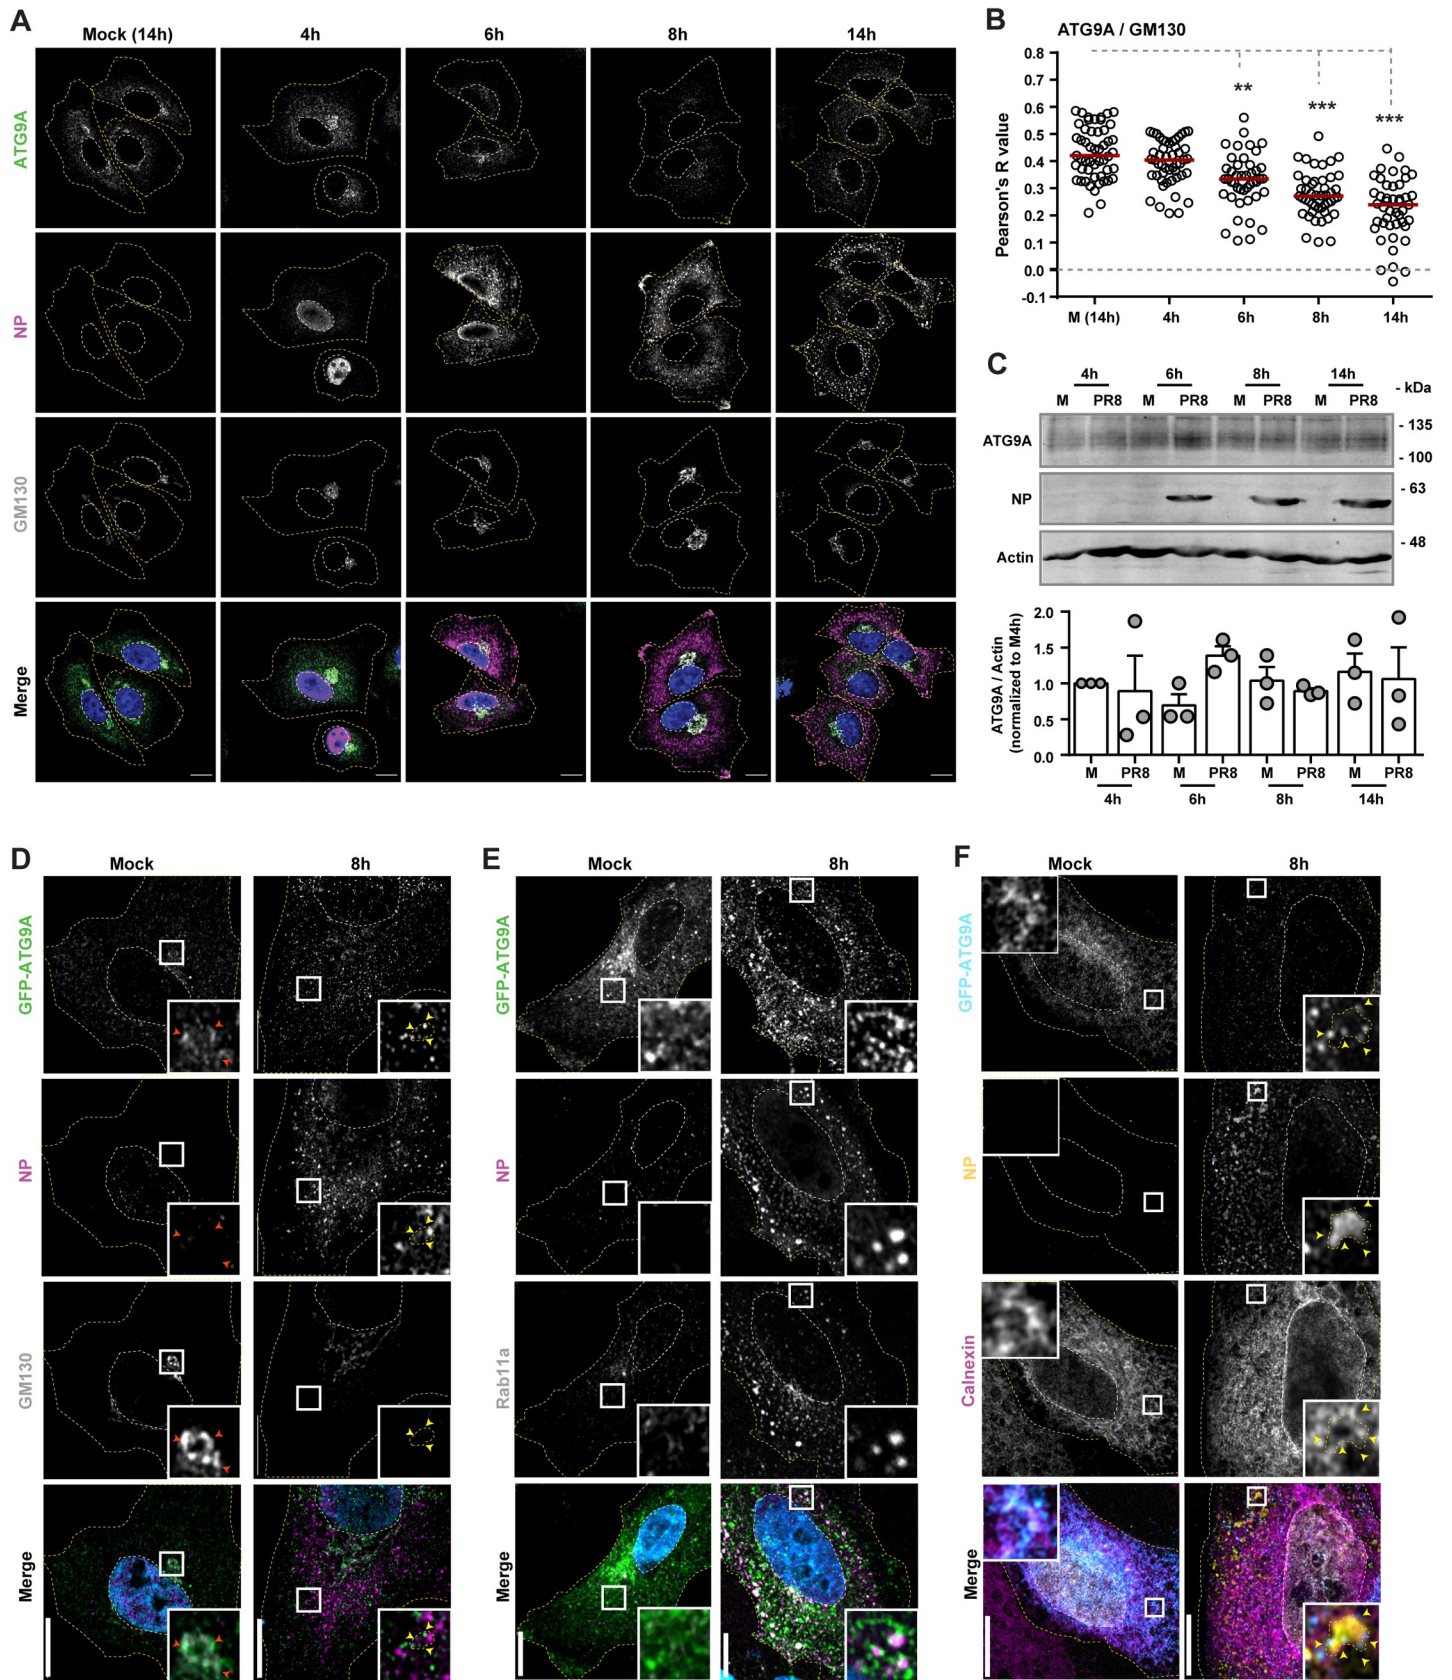 A
Mock (14h) 4h 6h 8h 14h
ATG9A
NP
GM130
Merge
B
ATG9A / GM130
Pearson's R value
0.8
0.7
0.6
0.5
0.4
0.3
0.2
0.1
0.0
-0.1
** *** ***
M (14h) 4h 6h 8h 14h
C
4h 6h 8h 14h
- kDa
M PR8 M PR8 M PR8 M PR8
ATG9A
- 135
- 100
NP
- 63
Actin
- 48
ATG9A / Actin
(normalized to M4h)
2.0
1.5
1.0
0.5
0.0
M PR8 M PR8 M PR8 M PR8
4h 6h 8h 14h
D
Mock 8h
GFP-ATG9A
NP
GM130
Merge
E
Mock 8h
GFP-ATG9A
NP
Rab11a
Merge
F
Mock 8h
GFP-ATG9A
NP
Calnexin
Merge